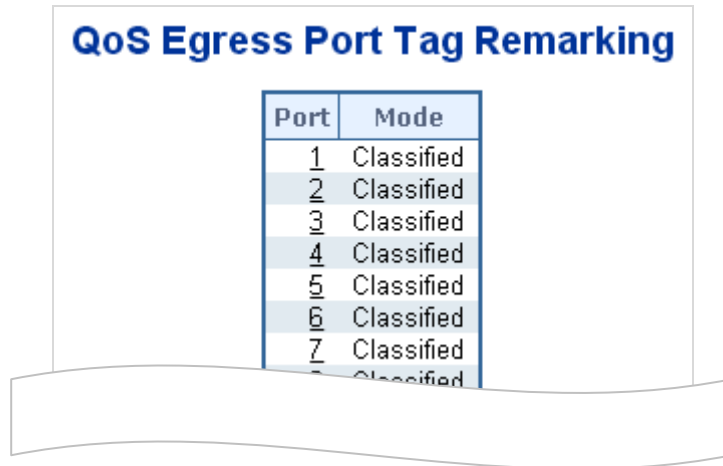 QoS Egress Port Tag Remarking
Port Mode
1 Classified
2 Classified
3 Classified
4 Classified
5 Classified
6 Classified
7 Classified
Classified